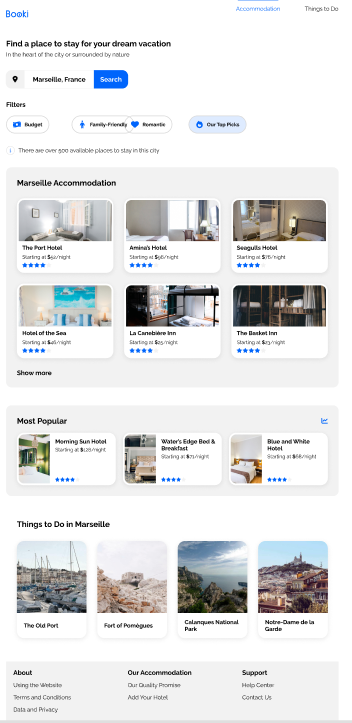 Booki
Accommodation
Things to Do
Find a place to stay for your dream vacation
In the heart of the city or surrounded by nature
Marseille, France
Search
Filters
Budget
Family-Friendly
Romantic
Our Top Picks
There are over 500 available places to stay in this city
Marseille Accommodation
The Port Hotel
Starting at $52/night
Amina's Hotel
Starting at $96/night
Seagulls Hotel
Starting at $76/night
Hotel of the Sea
Starting at $46/night
La Canebière Inn
Starting at $25/night
The Basket Inn
Starting at $23/night
Show more
Most Popular
Morning Sun Hotel
Starting at $128/night
Water's Edge Bed &
Breakfast
Starting at $71/night
Blue and White
Hotel
Starting at $68/night
Things to Do in Marseille
The Old Port
Fort of Pomègues
Calanques National
Park
Notre-Dame de la
Garde
About
Using the Website
Terms and Conditions
Data and Privacy
Our Accommodation
Our Quality Promise
Add Your Hotel
Support
Help Center
Contact Us